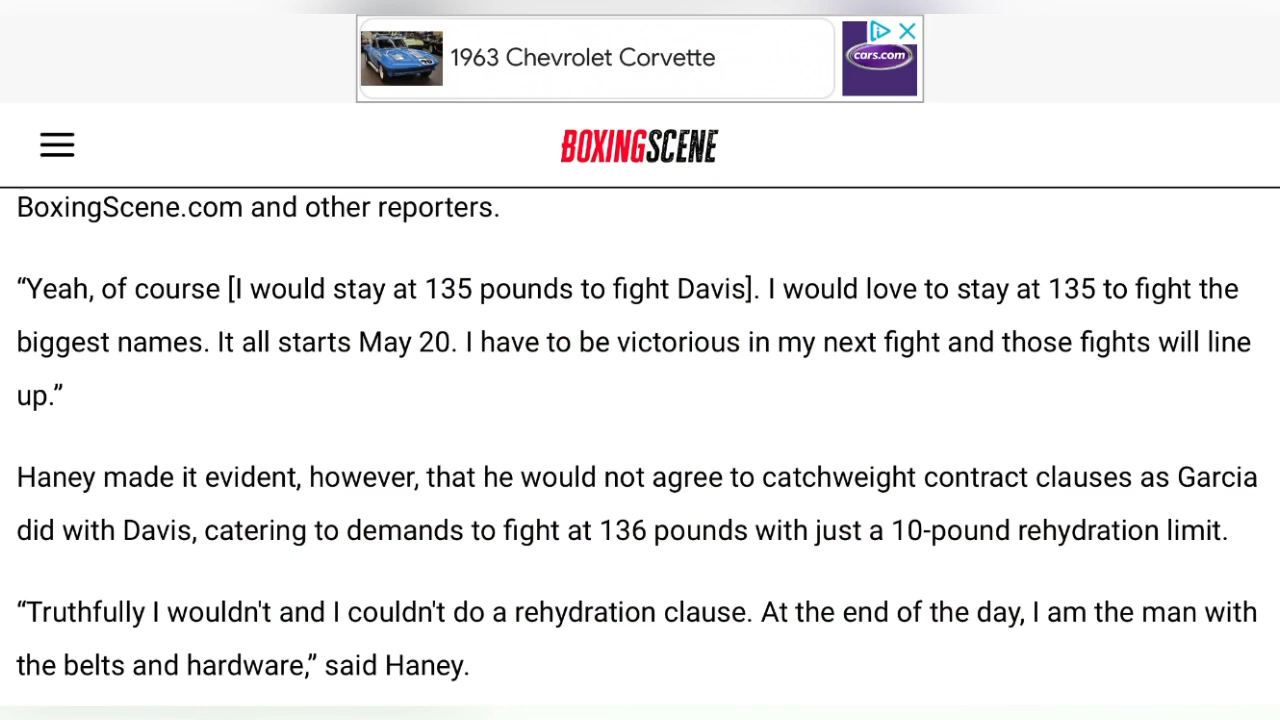 1963 Chevrolet Corvette
cars.com
BOXINGSCENE
BoxingScene.com and other reporters.
“Yeah, of course [I would stay at 135 pounds to fight Davis]. I would love to stay at 135 to fight the
biggest names. It all starts May 20. I have to be victorious in my next fight and those fights will line
up.”
Haney made it evident, however, that he would not agree to catchweight contract clauses as Garcia
did with Davis, catering to demands to fight at 136 pounds with just a 10-pound rehydration limit.
“Truthfully I wouldn't and I couldn't do a rehydration clause. At the end of the day, I am the man with
the belts and hardware,” said Haney.